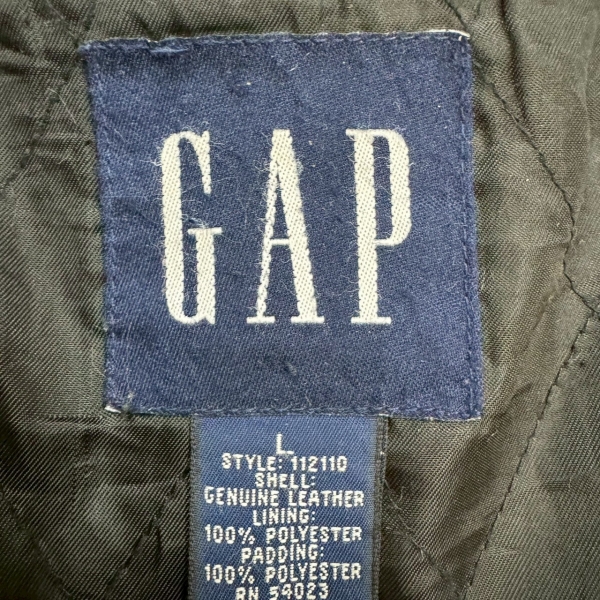 GAP
L
STYLE: 112110
SHELL:
GENUINE LEATHER
LINING:
100% POLYESTER
PADDING:
100% POLYESTER
RN 54023